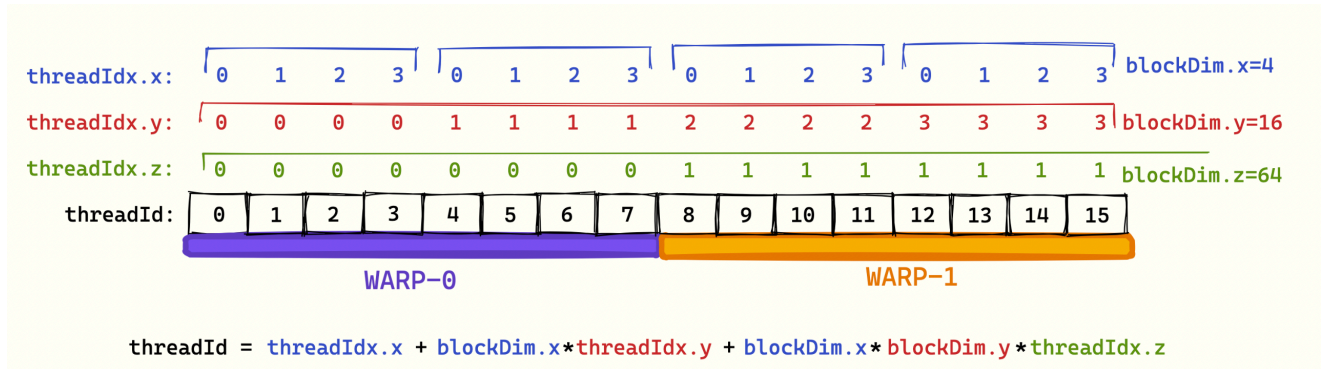 threadIdx.x: 0 1 2 3 0 1 2 3 0 1 2 3 0 1 2 3 blockDim.x=4
threadIdx.y: 0 0 0 0 1 1 1 1 2 2 2 2 3 3 3 3 blockDim.y=16
threadIdx.z: 0 0 0 0 0 0 0 0 1 1 1 1 1 1 1 1 blockDim.z=64
threadId: 0 1 2 3 4 5 6 7 8 9 10 11 12 13 14 15
WARP-0 WARP-1
threadId = threadIdx.x + blockDim.x*threadIdx.y + blockDim.x*blockDim.y*threadIdx.z